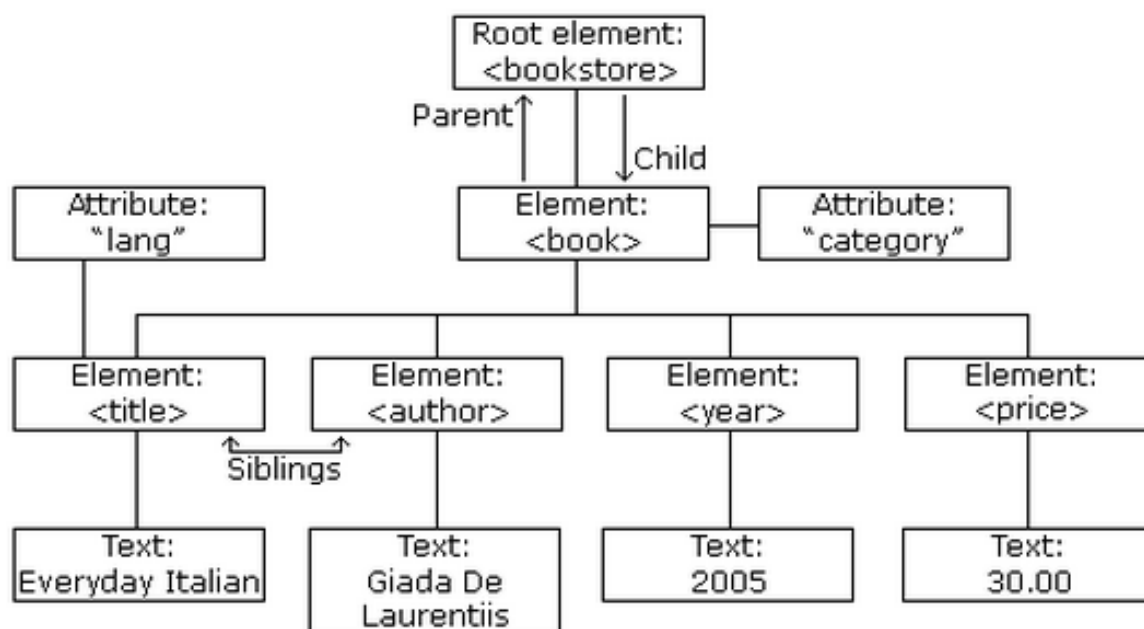 Root element:
<bookstore>
Parent
Child
Attribute:
“lang”
Element:
<book>
Attribute:
“category”
Element:
<title>
Element:
<author>
Element:
<year>
Element:
<price>
Siblings
Text:
Everyday Italian
Text:
Giada De
Laurentiis
Text:
2005
Text:
30.00